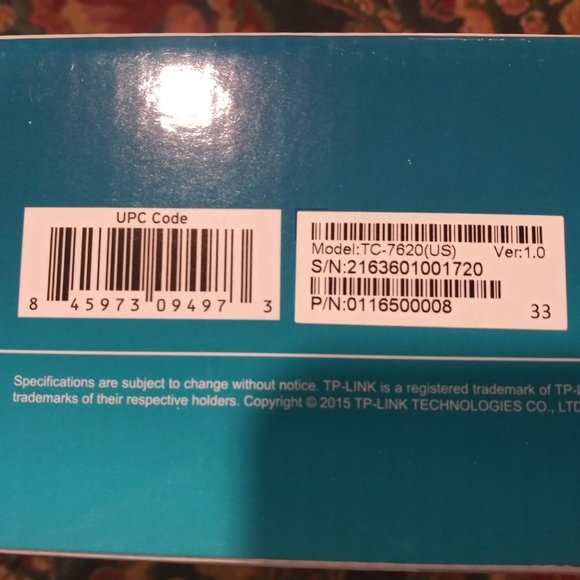 UPC Code
8 45973 09497 3
Model:TC-7620(US) Ver:1.0
S/N:2163601001720
P/N:0116500008
33
Specifications are subject to change without notice. TP-LINK is a registered trademark of TP-
trademarks of their respective holders. Copyright © 2015 TP-LINK TECHNOLOGIES CO., LTD